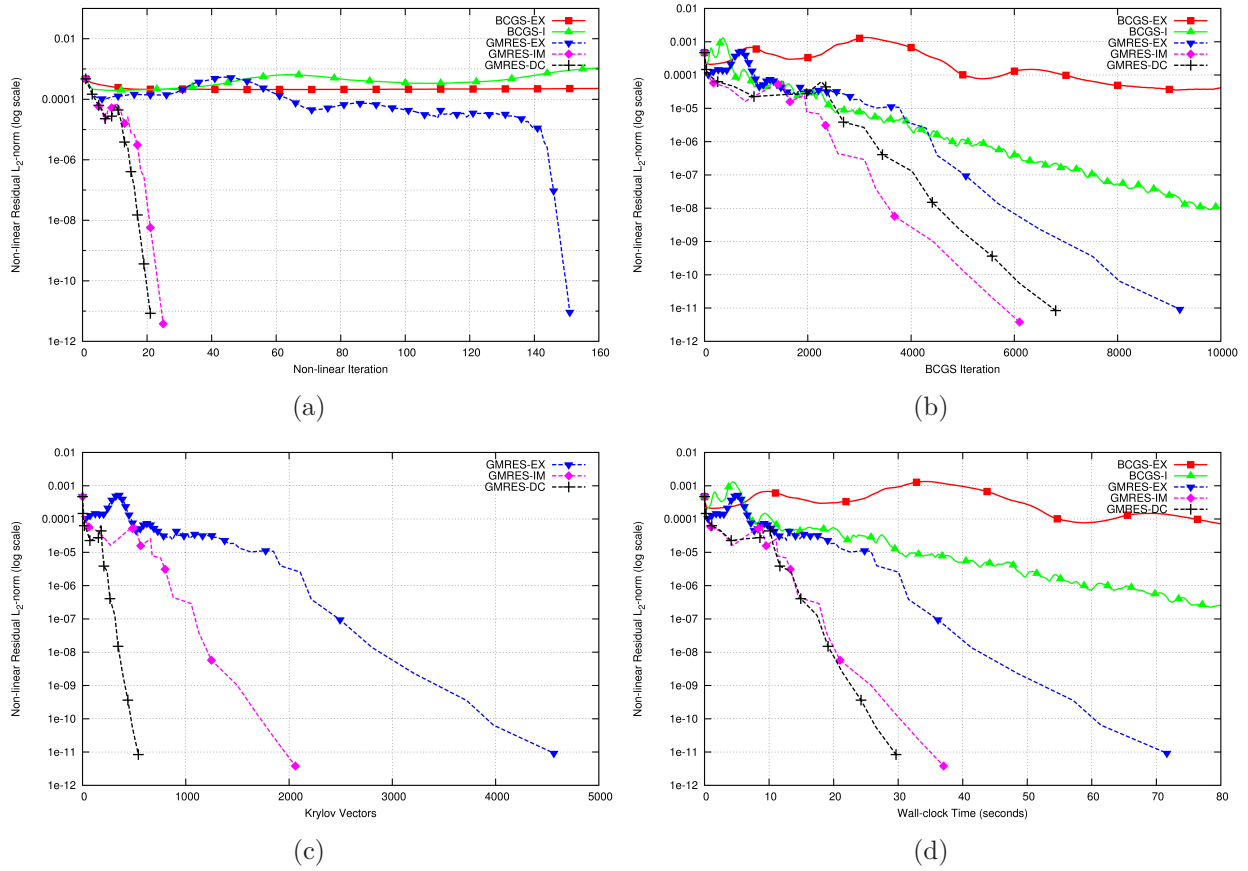 Non-linear Residual L2-norm (log scale)
0.01
0.0001
1e-06
1e-08
1e-10
1e-12
0 20 40 60 80 100 120 140 160
Non-linear Iteration
BCGS-EX
BCGS-I
GMRES-EX
GMRES-IM
GMRES-DC
(a)
Non-linear Residual L2-norm (log scale)
0.01
0.001
0.0001
1e-05
1e-06
1e-07
1e-08
1e-09
1e-10
1e-11
1e-12
0 2000 4000 6000 8000 10000
BCGS Iteration
BCGS-EX
BCGS-I
GMRES-EX
GMRES-IM
GMRES-DC
(b)
Non-linear Residual L2-norm (log scale)
0.01
0.001
0.0001
1e-05
1e-06
1e-07
1e-08
1e-09
1e-10
1e-11
1e-12
0 1000 2000 3000 4000 5000
Krylov Vectors
GMRES-EX
GMRES-IM
GMRES-DC
(c)
Non-linear Residual L2-norm (log scale)
0.01
0.001
0.0001
1e-05
1e-06
1e-07
1e-08
1e-09
1e-10
1e-11
1e-12
0 10 20 30 40 50 60 70 80
Wall-clock Time (seconds)
BCGS-EX
BCGS-I
GMRES-EX
GMRES-IM
GMRES-DC
(d)